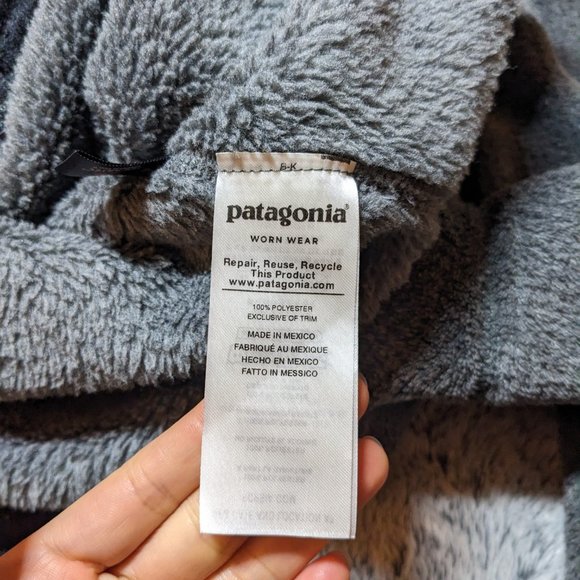 patagonia®
WORN WEAR
Repair, Reuse, Recycle
This Product
www.patagonia.com
100% POLYESTER
EXCLUSIVE OF TRIM
MADE IN MEXICO
FABRIQUÉ AU MEXIQUE
HECHO EN MEXICO
FATTO IN MESSICO